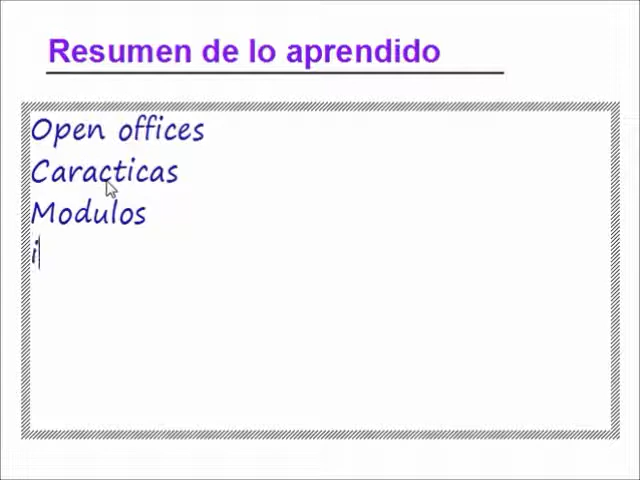 Resumen de lo aprendido
Open offices
Caracticas
Modulos
i